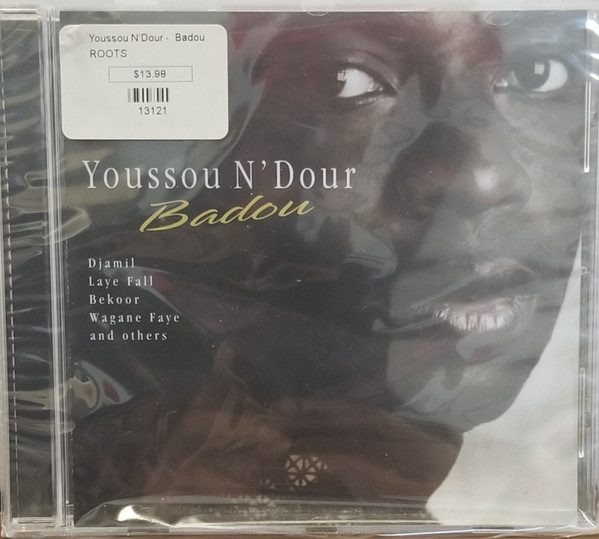 Youssou N'Dour - Badou
ROOTS
$13.98
13121
Youssou N'Dour
Badou
Djamil
Laye Fall
Bekoor
Wagane Faye
and others